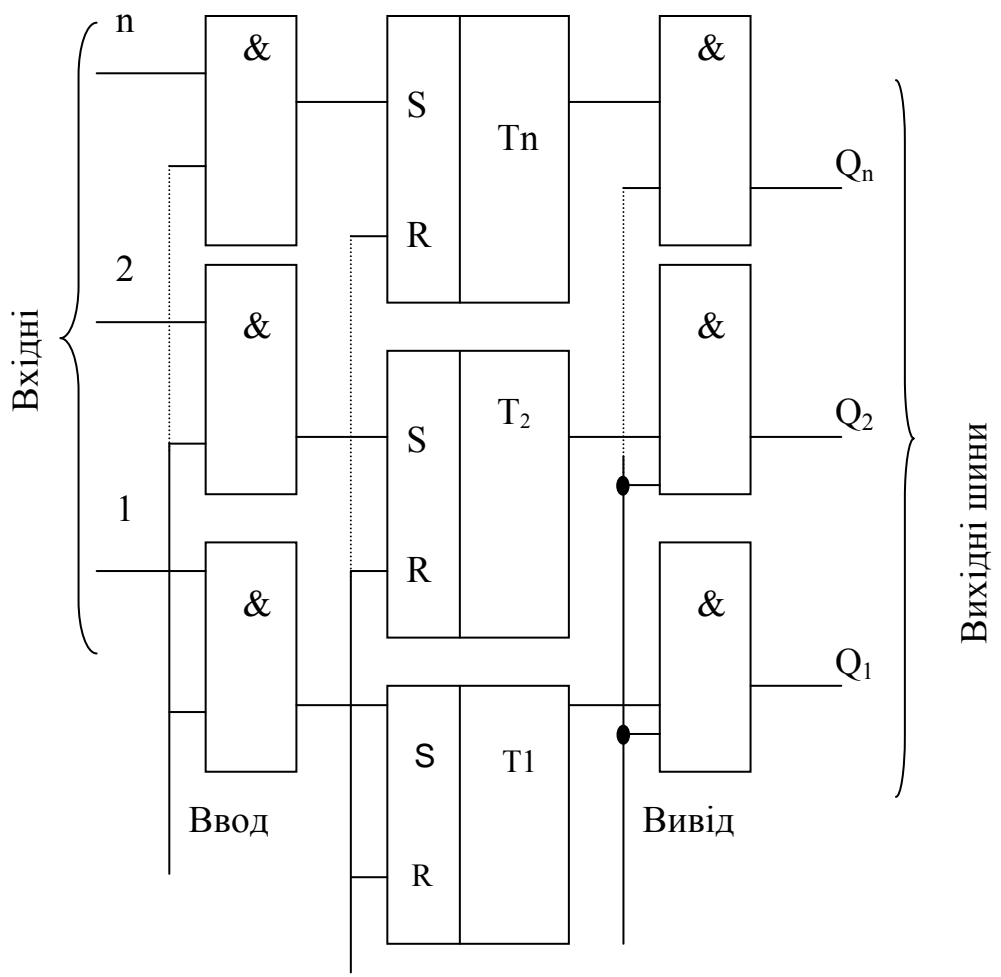 n
&
S
Tn
&
Qn
R
2
&
&
Вхідні
S
T2
Q2
1
R
&
&
Вихідні шини
Q1
S
T1
Ввод
Вивід
R